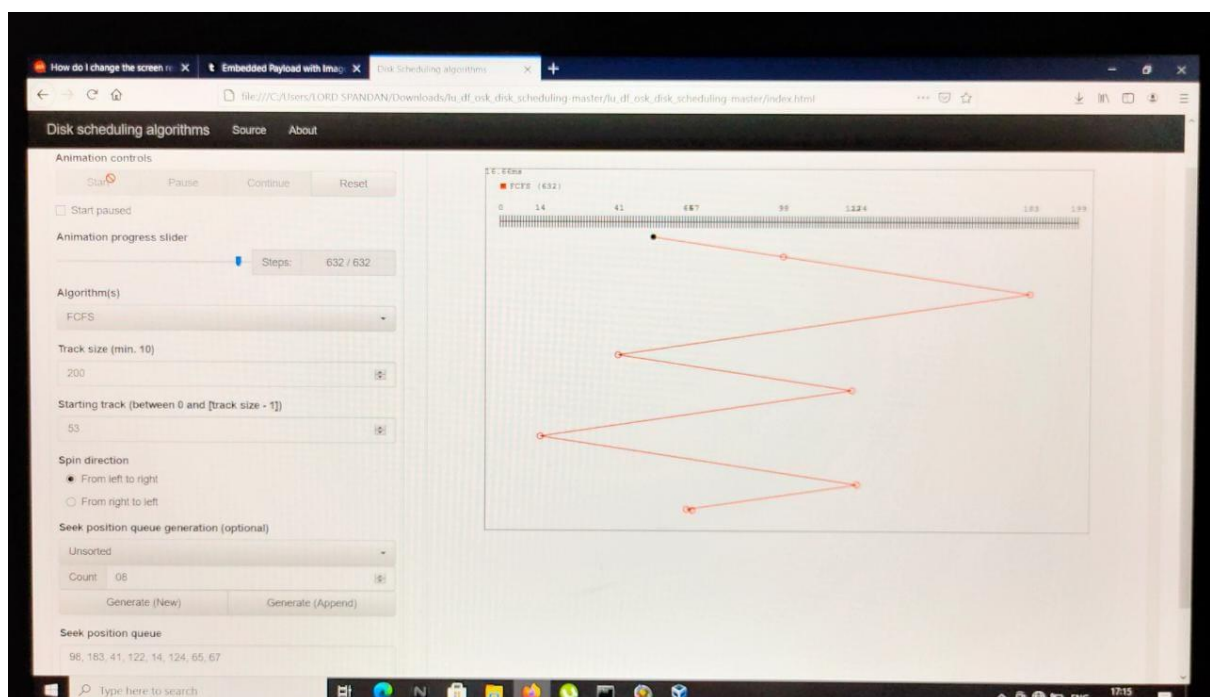 How do I change the screen re
Embedded Payload with Imag
Disk Scheduling algorithms
file:///C:/Users/LORD SPANDAN/Downloads/lu_df_osk_disk_scheduling-master/lu_df_osk_disk_scheduling-master/index.html
Disk scheduling algorithms Source About
Animation controls
Start Pause Continue Reset
Start paused
Animation progress slider
Steps: 632 / 632
Algorithm(s)
FCFS
Track size (min. 10)
200
Starting track (between 0 and [track size - 1])
53
Spin direction
From left to right
From right to left
Seek position queue generation (optional)
Unsorted
Count 08
Generate (New) Generate (Append)
Seek position queue
98, 183, 41, 122, 14, 124, 65, 67
16.66ms
FCFS (632)
0 14 41 98 183 199
Type here to search
ENG 17:15